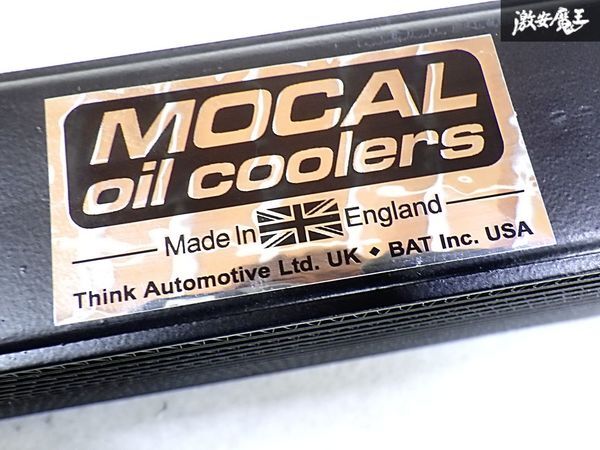 激安魔王
MOCAL
oil coolers
Made In England
Think Automotive Ltd. UK ◆ BAT Inc. USA